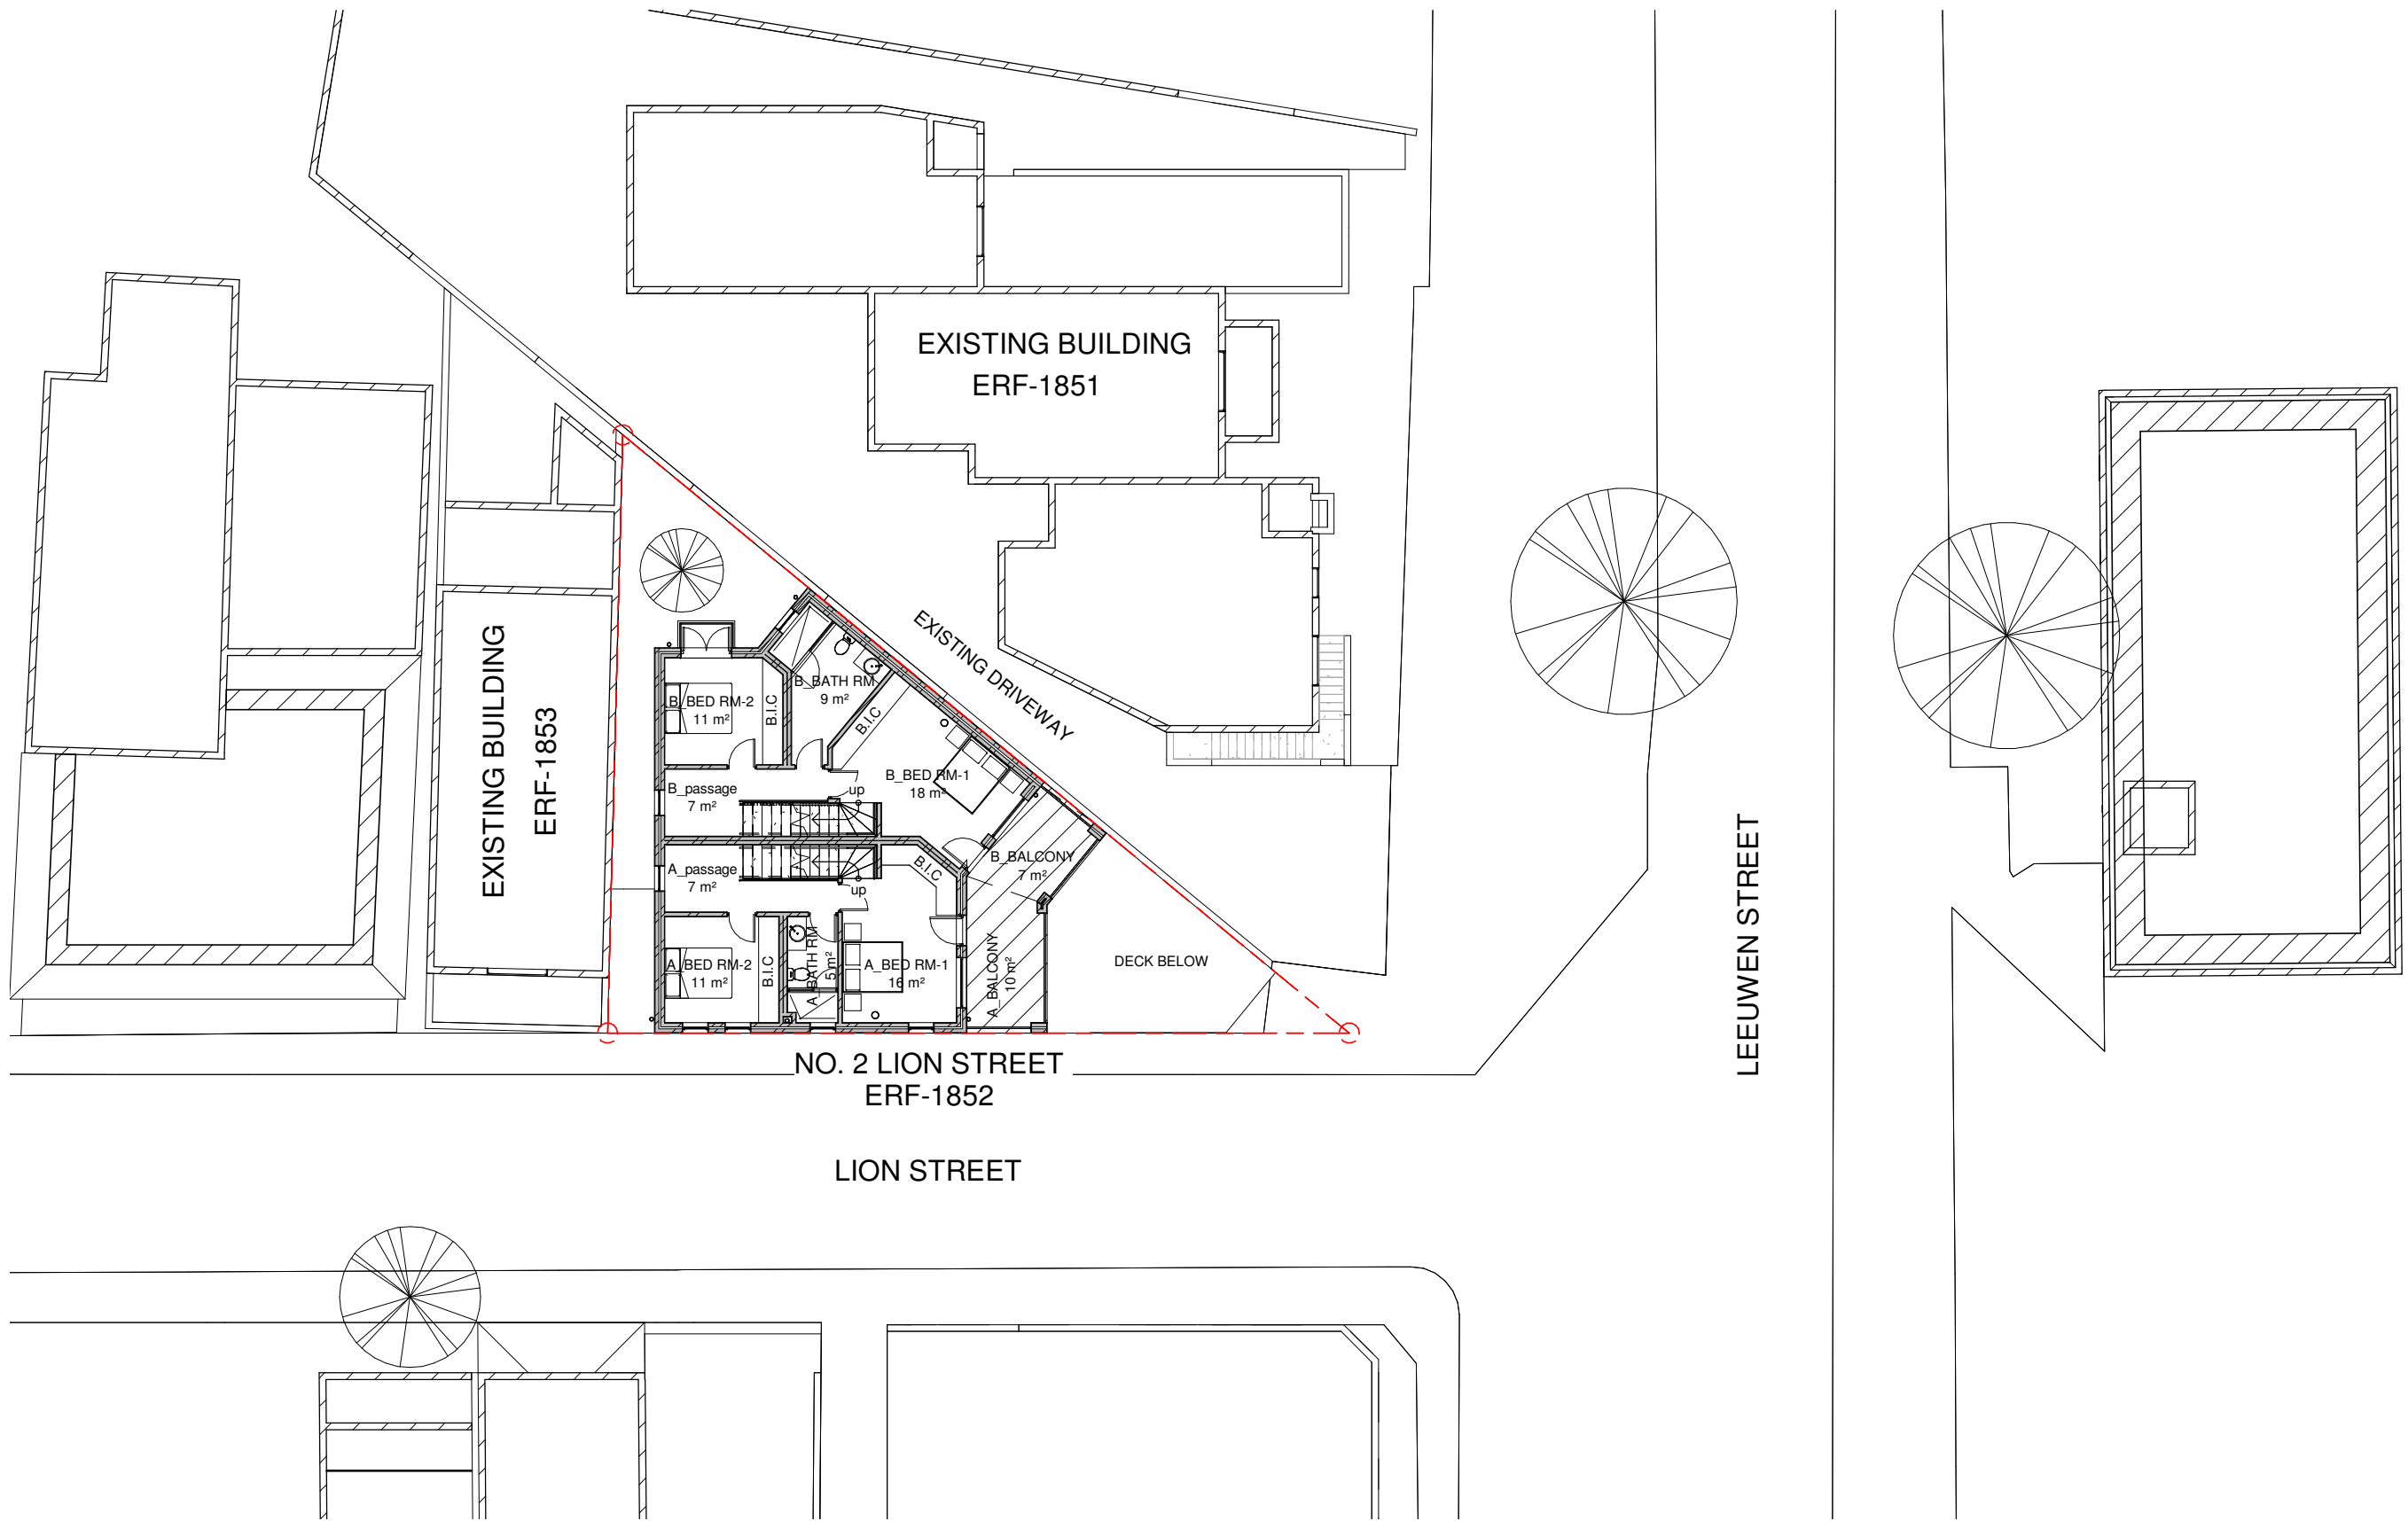 EXISTING BUILDING
ERF-1851
EXISTING BUILDING
ERF-1853
EXISTING DRIVEWAY
B_BATH RM
9 m²
B_BED RM-2
11 m²
B.I.C
B.I.C
B_BED RM-1
18 m²
B_passage
7 m²
up
A_passage
7 m²
up
B.I.C
B_BALCONY
7 m²
A_BED RM-2
11 m²
B.I.C
A_BATH RM
5 m²
A_BED RM-1
16 m²
A_BALCONY
10 m²
DECK BELOW
LEEUWEN STREET
NO. 2 LION STREET
ERF-1852
LION STREET